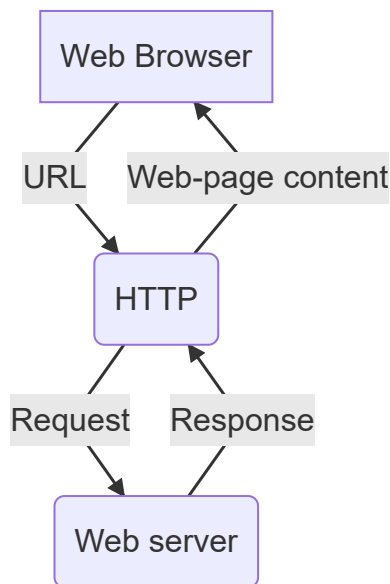 Web Browser
URL
Web-page content
HTTP
Request
Response
Web server